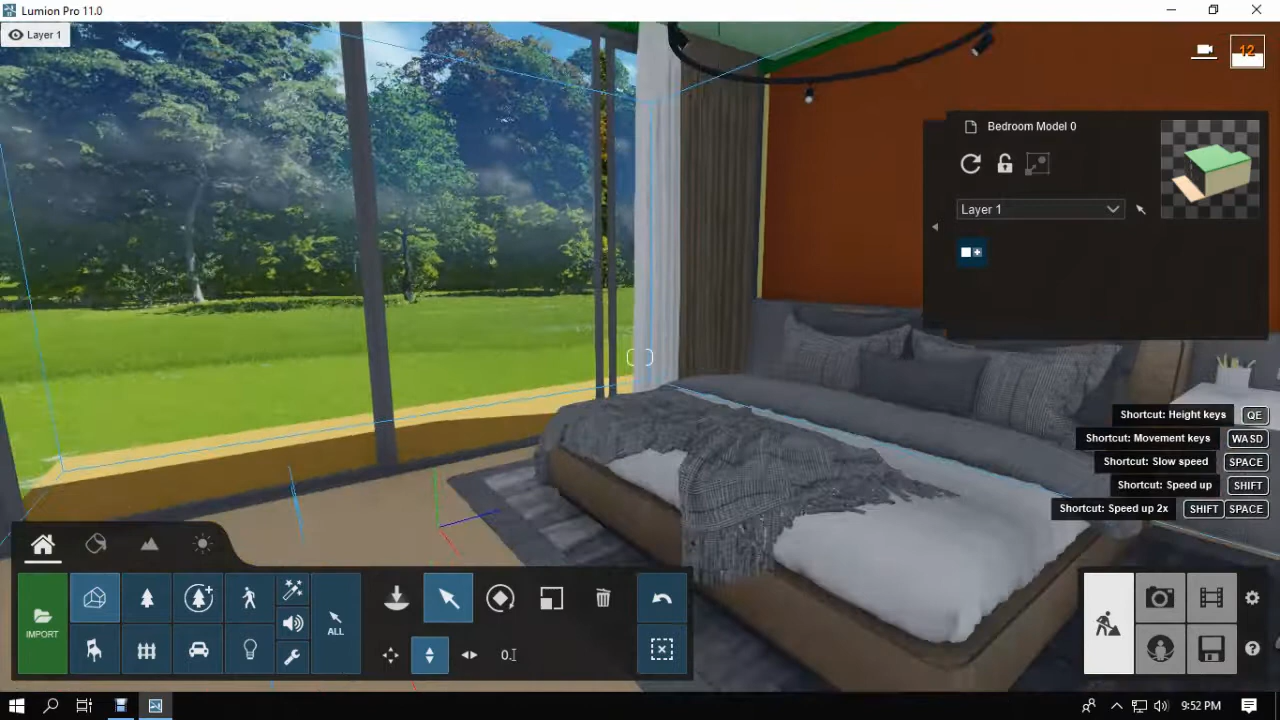 Lumion Pro 11.0
Layer 1
12
Bedroom Model 0
Layer 1
Shortcut: Height keys QE
Shortcut: Movement keys WASD
Shortcut: Slow speed SPACE
Shortcut: Speed up SHIFT
Shortcut: Speed up 2x SHIFT SPACE
IMPORT
ALL
0.
9:52 PM